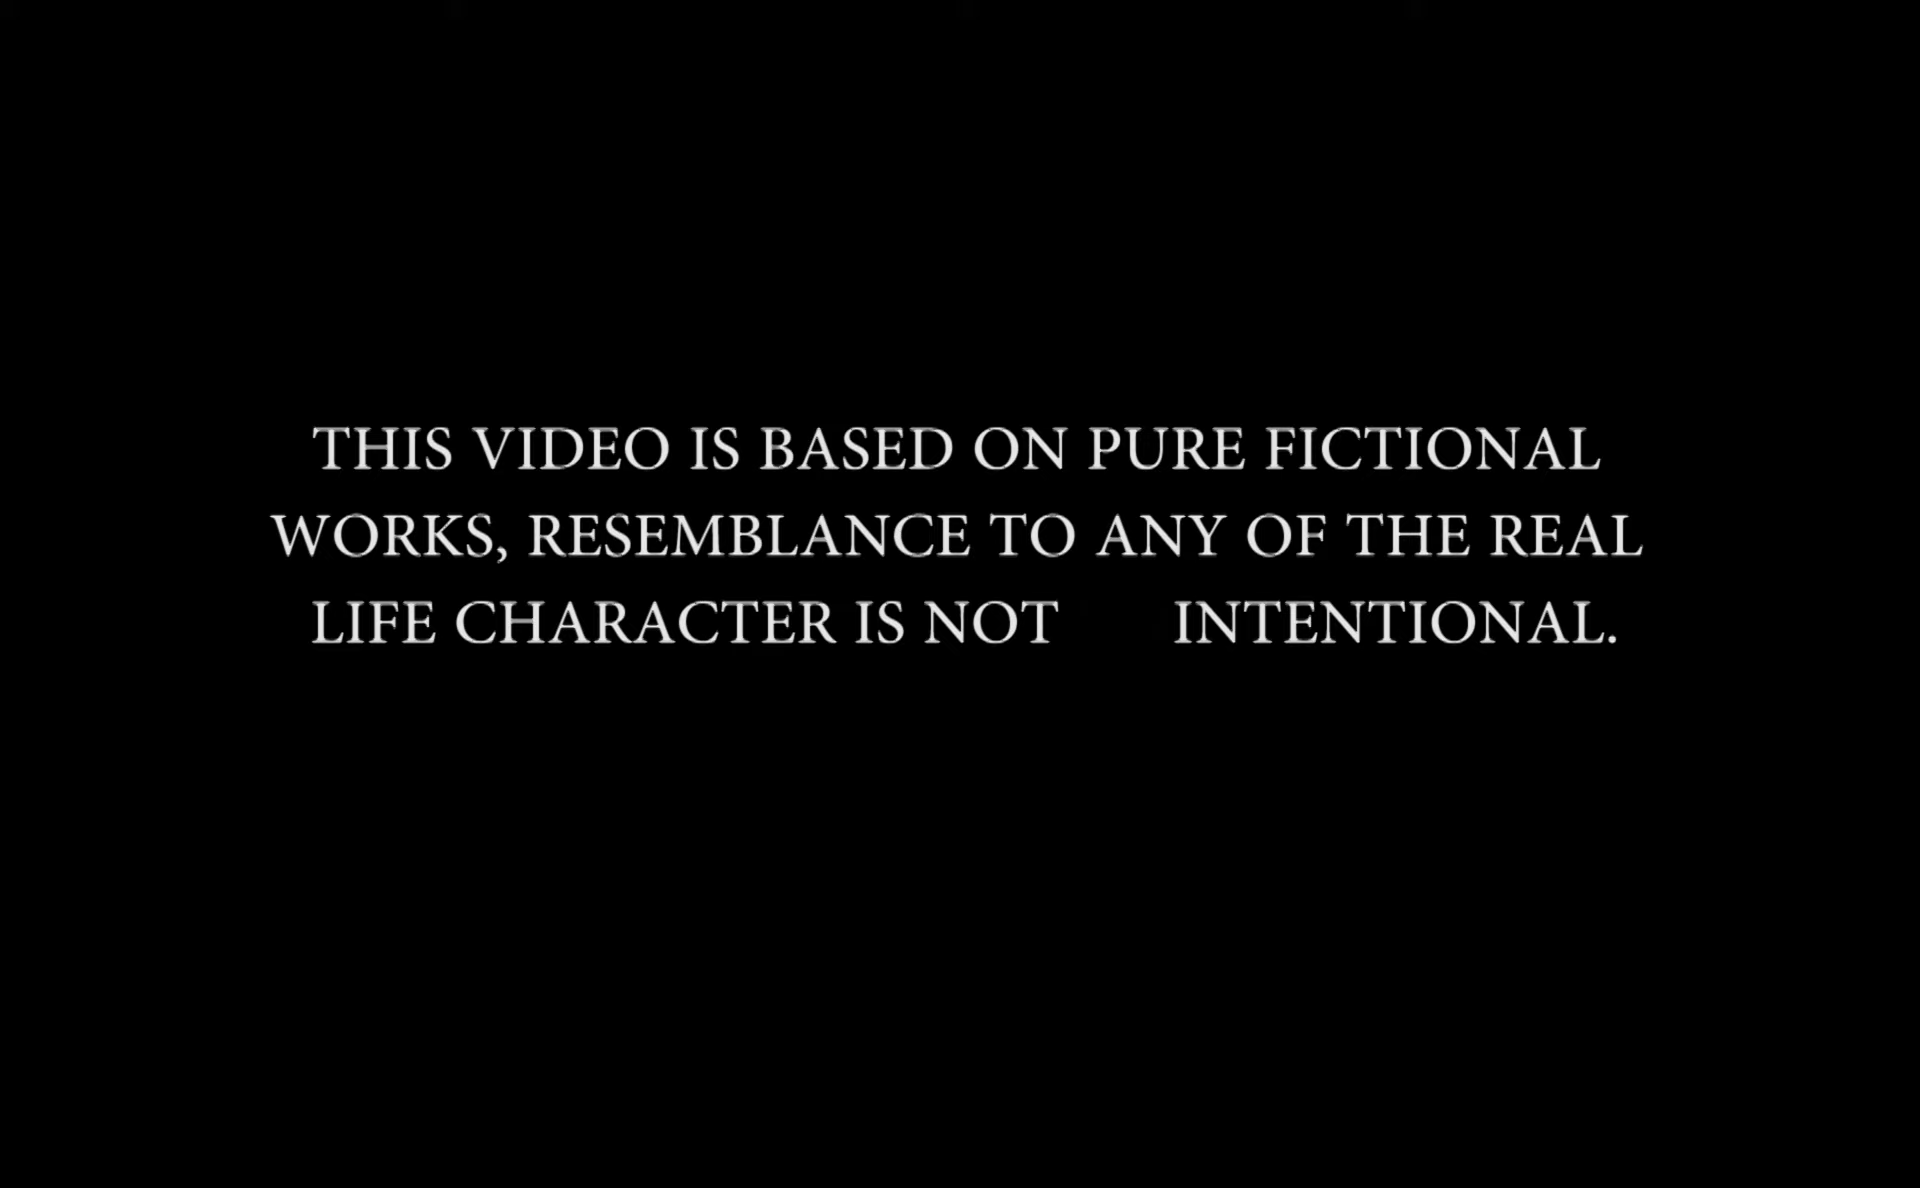 THIS VIDEO IS BASED ON PURE FICTIONAL
WORKS, RESEMBLANCE TO ANY OF THE REAL
LIFE CHARACTER IS NOT INTENTIONAL.